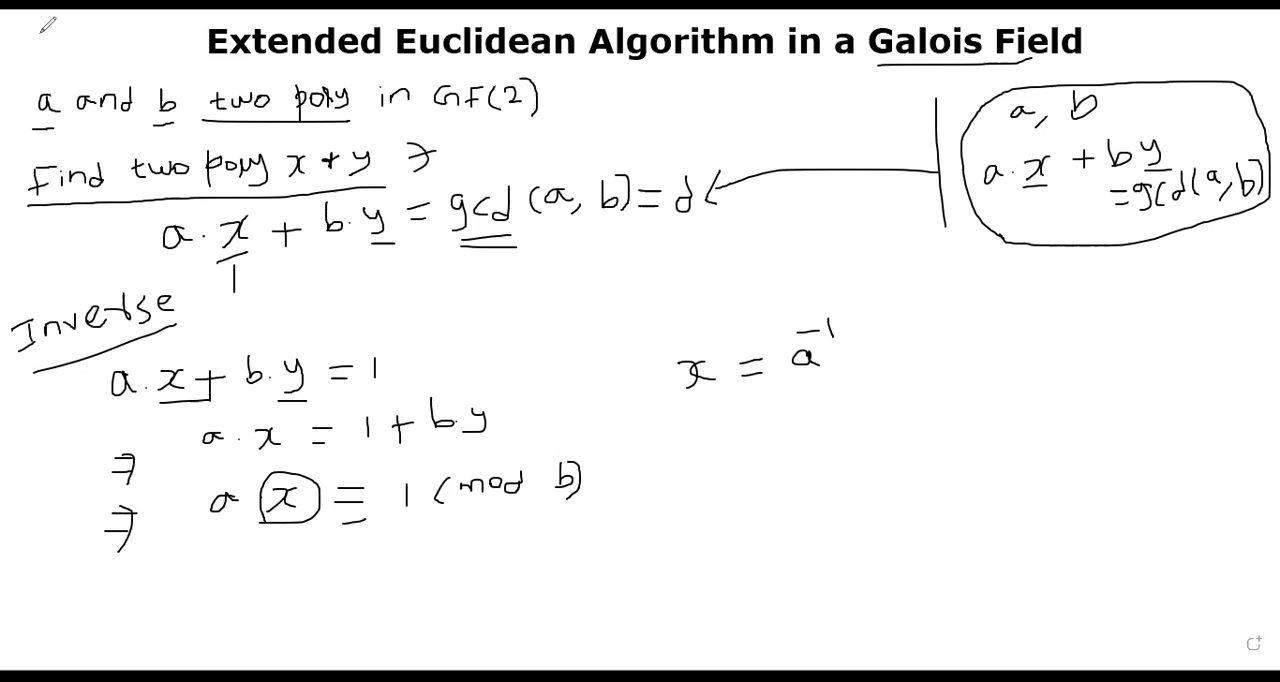 Extended Euclidean Algorithm in a Galois Field
a and b two poly in GF(2)
Find two poly x + y ∋
a . x + b . y = gcd (a, b) = d
a, b
a . x + b y
= gcd(a, b)
Inverse
a . x + b . y = 1
x = a⁻¹
⇒ a . x = 1 + b . y
⇒ a x ≡ 1 (mod b)